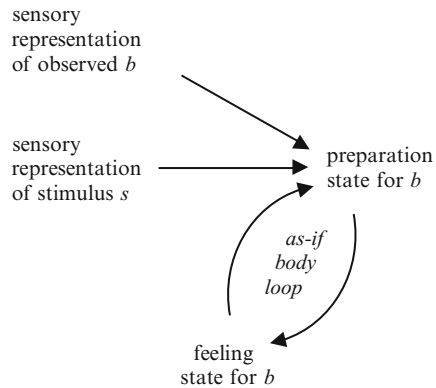 sensory
representation
of observed b
sensory
representation
of stimulus s
preparation
state for b
as-if
body
loop
feeling
state for b